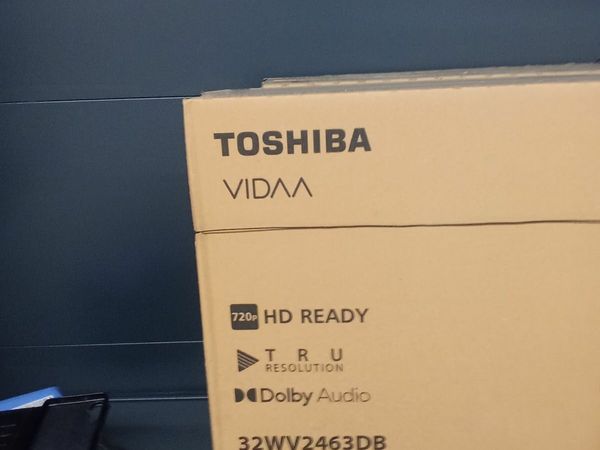 TOSHIBA
VIDAA
720p HD READY
TRU
RESOLUTION
Dolby Audio
32WV2463DB